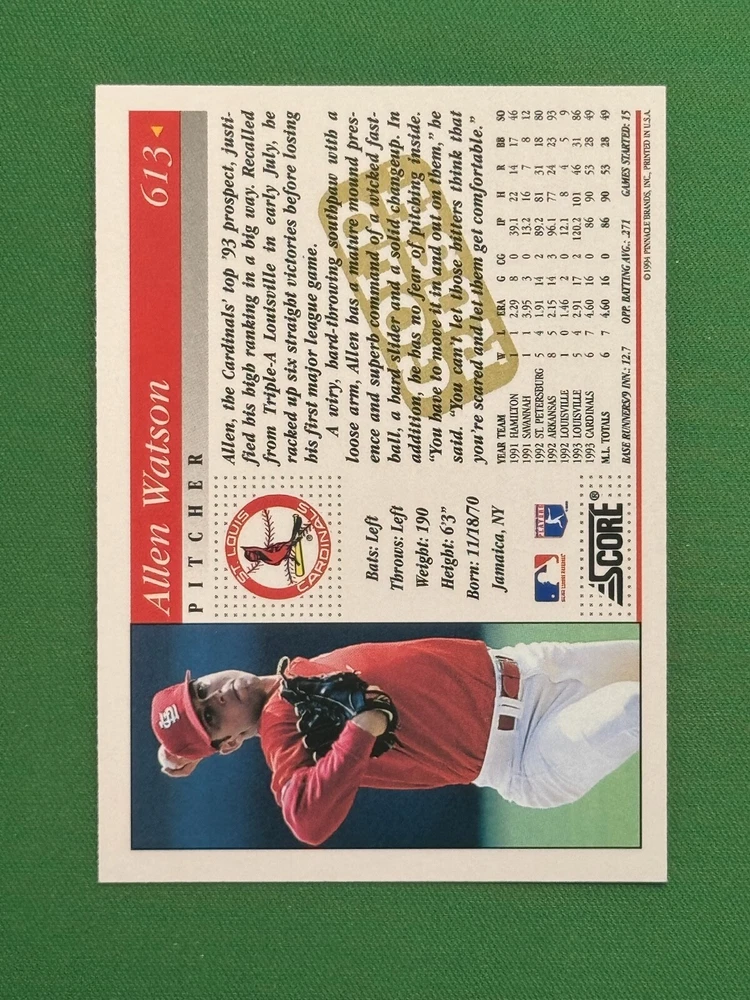 Allen Watson 613
PITCHER
Allen, the Cardinals' top '93 prospect, justi-
fied his high ranking in a big way. Recalled
from Triple-A Louisville in early July, he
racked up six straight victories before losing
his first major league game.
A wiry, hard-throwing southpaw with a
loose arm, Allen has a mature mound pres-
ence and superb command of a wicked fast-
ball, a hard slider and a solid changeup. In
addition, he has no fear of pitching inside.
"You have to move it in and out on them," he
said. "You can't let those hitters think that
you're scared and let them get comfortable."
ST. LOUIS
CARDINALS
Bats: Left
Throws: Left
Weight: 190
Height: 6'3"
Born: 11/18/70
Jamaica, NY
PLAYERS
SCORE®
YEAR TEAM W L ERA G CG IP H R BB SO
1991 HAMILTON 1 1 2.29 8 0 39.1 22 14 17 46
1991 SAVANNAH 1 1 3.95 3 0 13.2 16 7 8 12
1992 ST. PETERSBURG 5 4 1.91 14 2 89.2 81 31 18 80
1992 ARKANSAS 8 5 2.15 14 3 96.1 77 24 23 93
1992 LOUISVILLE 1 0 1.46 2 0 12.1 8 4 5 9
1993 LOUISVILLE 5 4 2.91 17 2 120.2 101 46 31 86
1993 CARDINALS 6 7 4.60 16 0 86 90 53 28 49
M.L. TOTALS 6 7 4.60 16 0 86 90 53 28 49
BASE RUNNERS/9 INN.: 12.7 OPP. BATTING AVG.: .271 GAMES STARTED: 15
©1994 PINNACLE BRANDS, INC., PRINTED IN U.S.A.